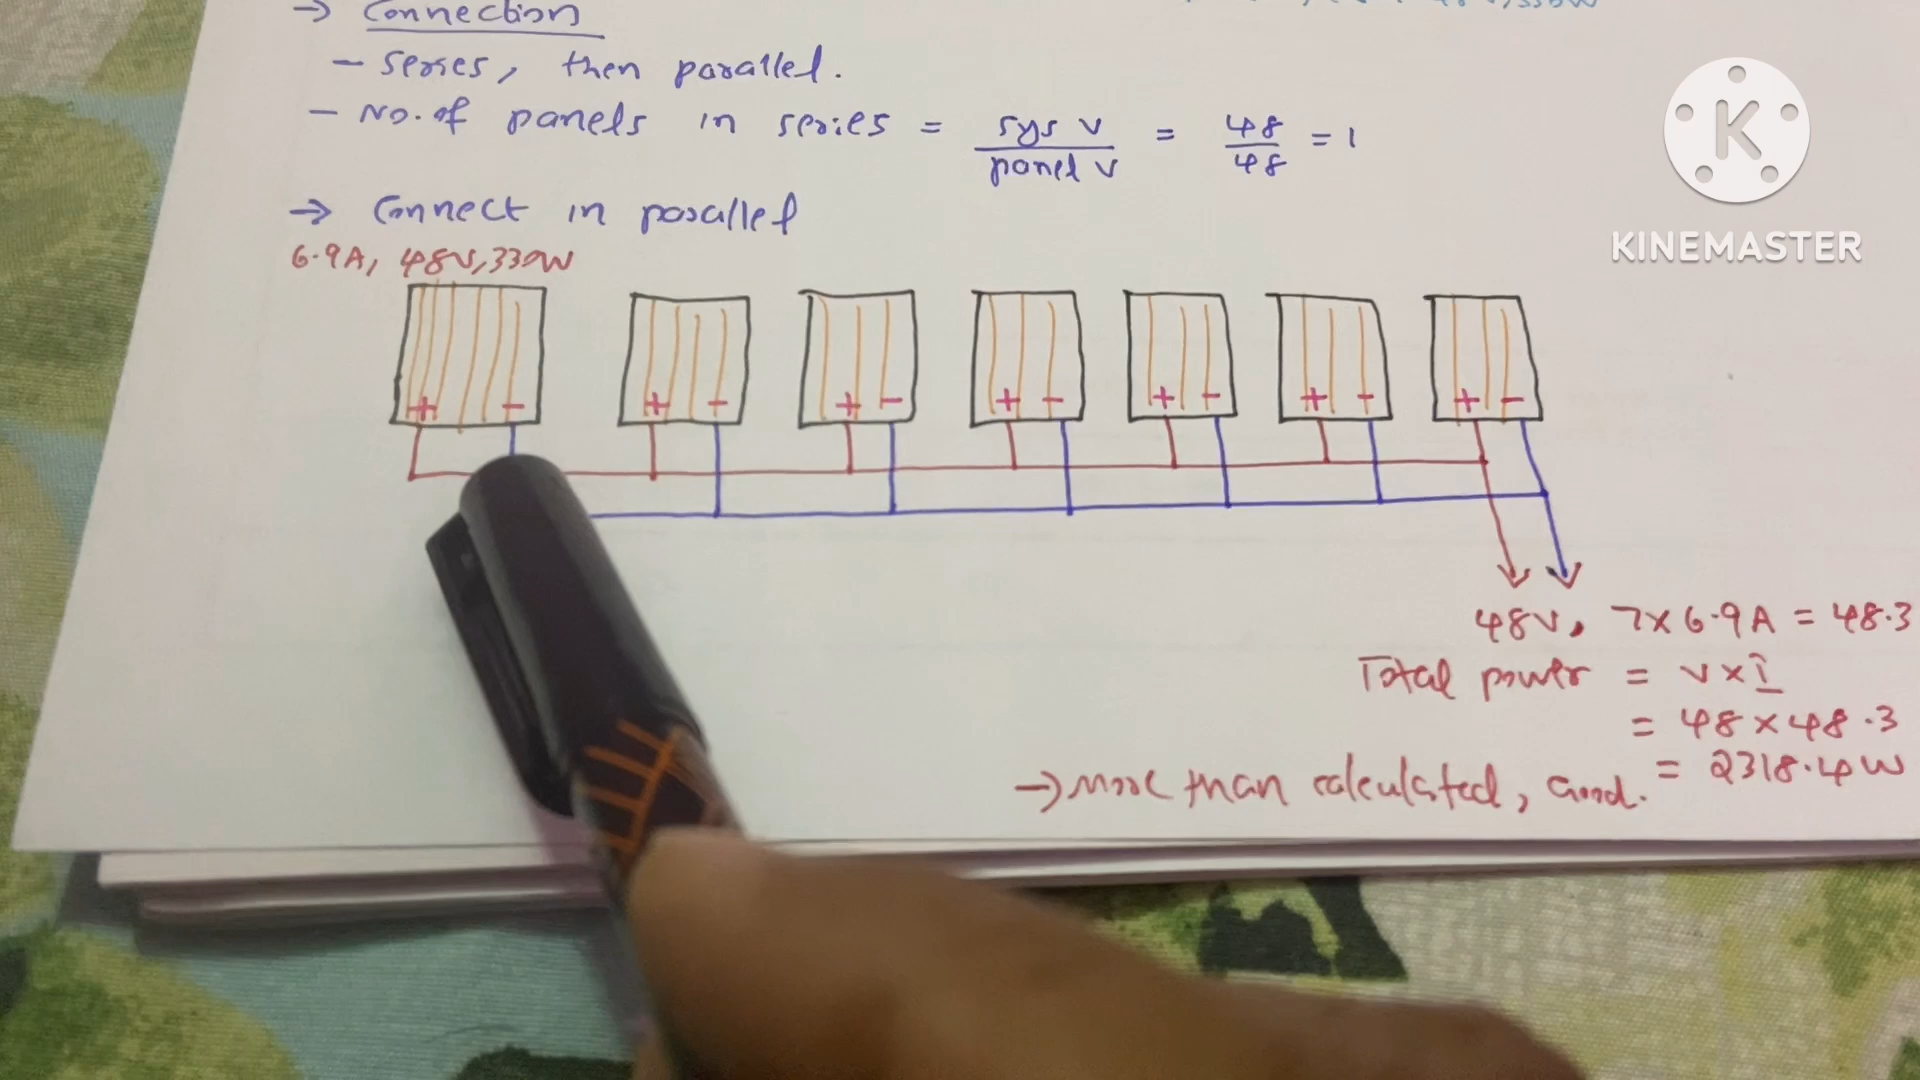 → Connection
- series, then parallel.
- No. of panels in series = sys v / panel v = 48 / 48 = 1
→ Connect in parallel
6.9A, 48V, 330W
+ - + - + - + - + - + - + -
48V, 7 x 6.9A = 48.3
Total power = V x I
= 48 x 48.3
= 2318.4W
→ more than calculated, Good.
K
KINEMASTER